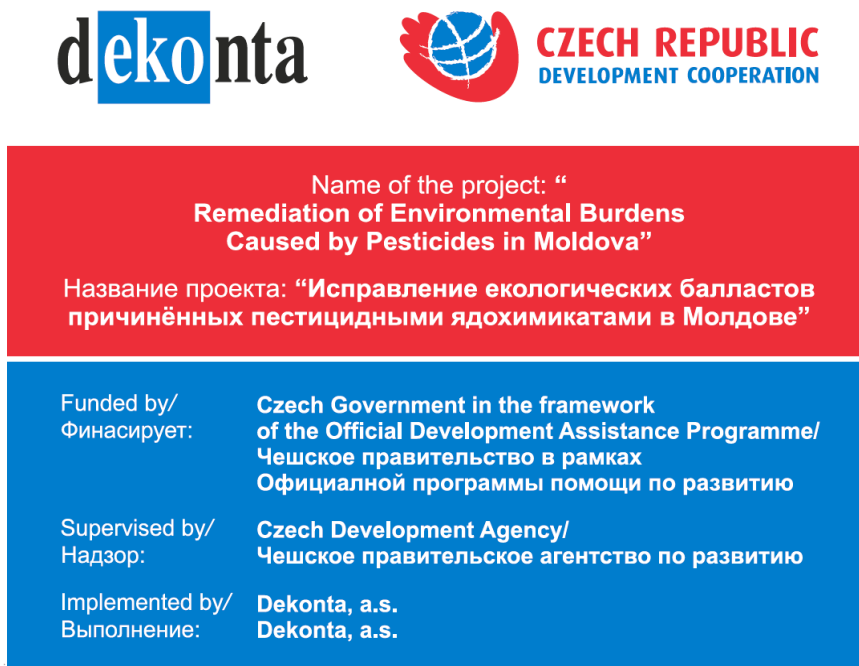 dekonta
CZECH REPUBLIC
DEVELOPMENT COOPERATION
Name of the project: “
Remediation of Environmental Burdens
Caused by Pesticides in Moldova”
Название проекта: “Исправление екологических балластов
причинённых пестицидными ядохимикатами в Молдове”
Funded by/
Финасирует:
Czech Government in the framework
of the Official Development Assistance Programme/
Чешское правительство в рамках
Официалной программы помощи по развитию
Supervised by/
Надзор:
Czech Development Agency/
Чешское правительское агентство по развитию
Implemented by/
Выполнение:
Dekonta, a.s.
Dekonta, a.s.